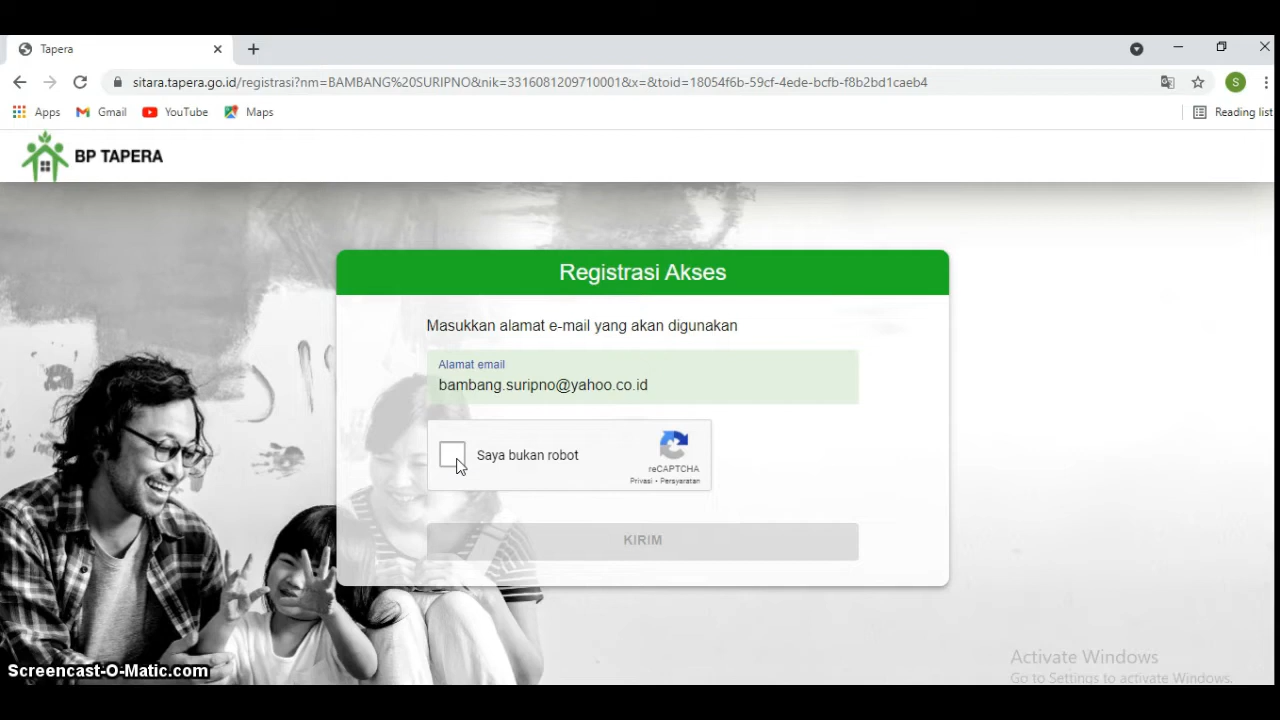 Tapera
sitara.tapera.go.id/registrasi?nm=BAMBANG%20SURIPNO&nik=3316081209710001&x=&toid=18054f6b-59cf-4ede-bcfb-f8b2bd1caeb4
S
Apps Gmail YouTube Maps Reading list
BP TAPERA
Registrasi Akses
Masukkan alamat e-mail yang akan digunakan
Alamat email
bambang.suripno@yahoo.co.id
Saya bukan robot
reCAPTCHA
Privasi • Persyaratan
KIRIM
Activate Windows
Go to Settings to activate Windows.
Screencast-O-Matic.com